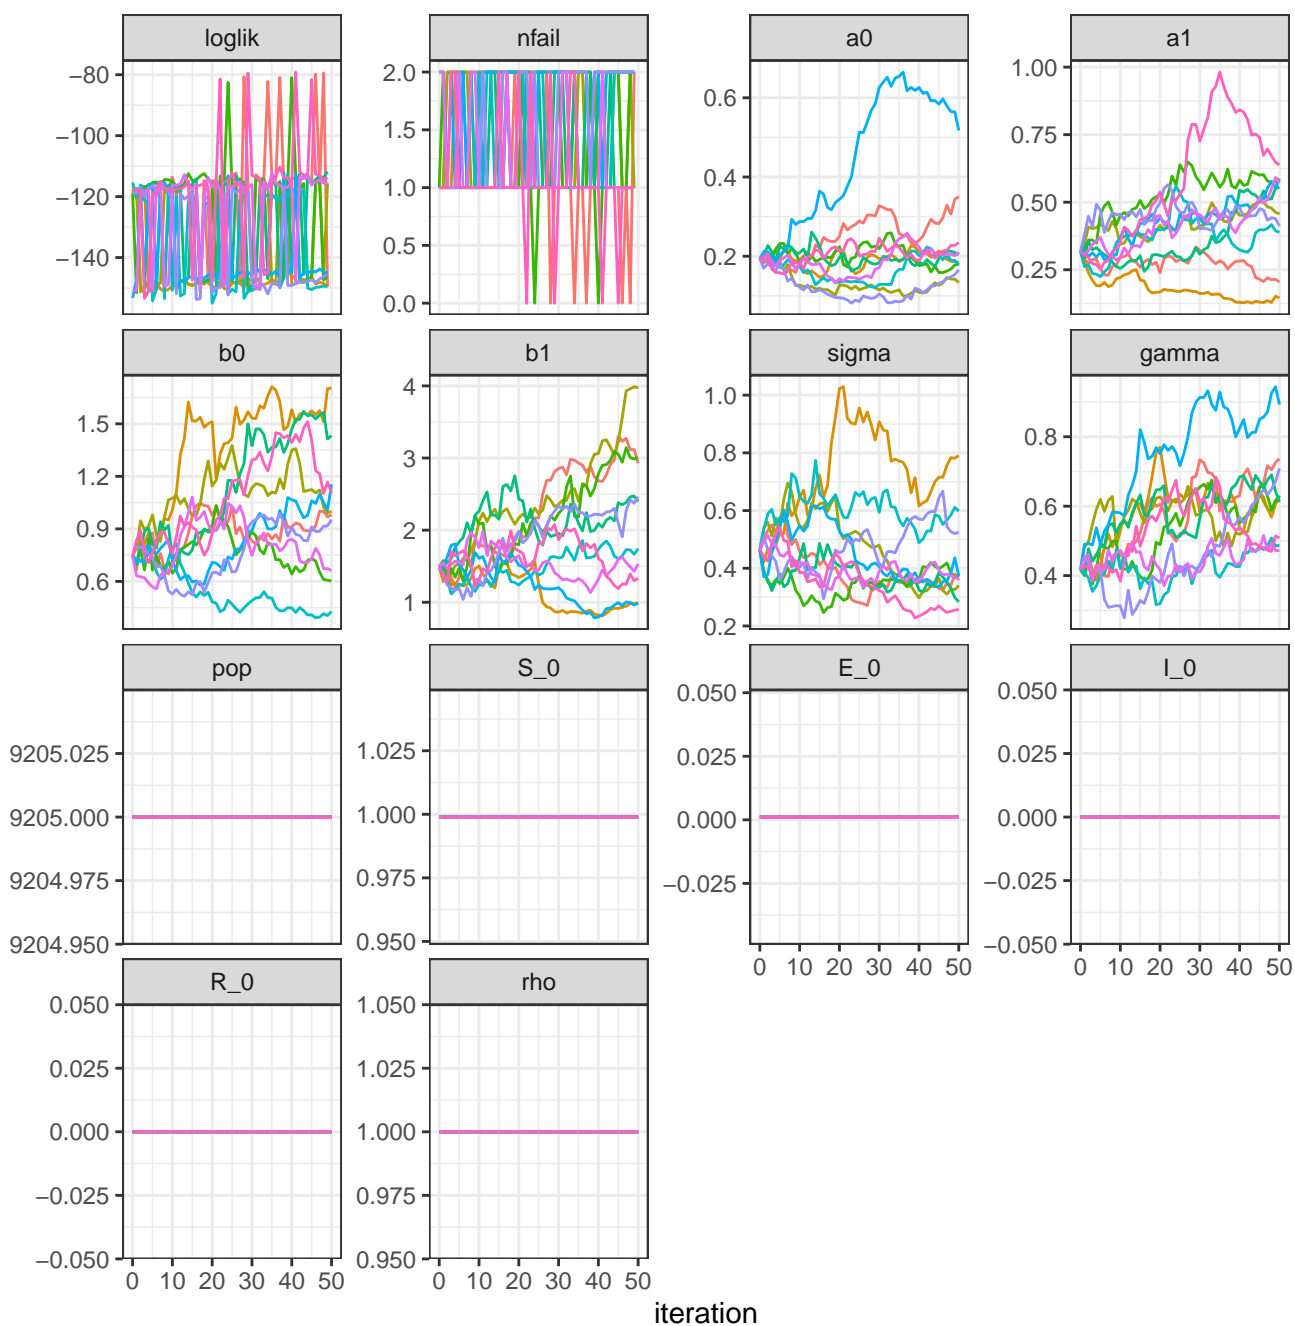 loglik nfail a0 a1
−80 2.0 0.6 1.00
−100 1.5 0.4 0.75
−120 1.0 0.2 0.50
−140 0.5 0.25
0.0
b0 b1 sigma gamma
1.5 4 1.0 0.8
1.2 3 0.8 0.6
0.9 2 0.6 0.4
0.6 1 0.4
0.2
pop S_0 E_0 I_0
9205.025 1.025 0.050 0.050
9205.000 1.000 0.025 0.025
9204.975 0.975 0.000 0.000
9204.950 0.950 −0.025 −0.025
−0.050
0 10 20 30 40 50 0 10 20 30 40 50
R_0 rho
0.050 1.050
0.025 1.025
0.000 1.000
−0.025 0.975
−0.050 0.950
0 10 20 30 40 50 0 10 20 30 40 50
iteration